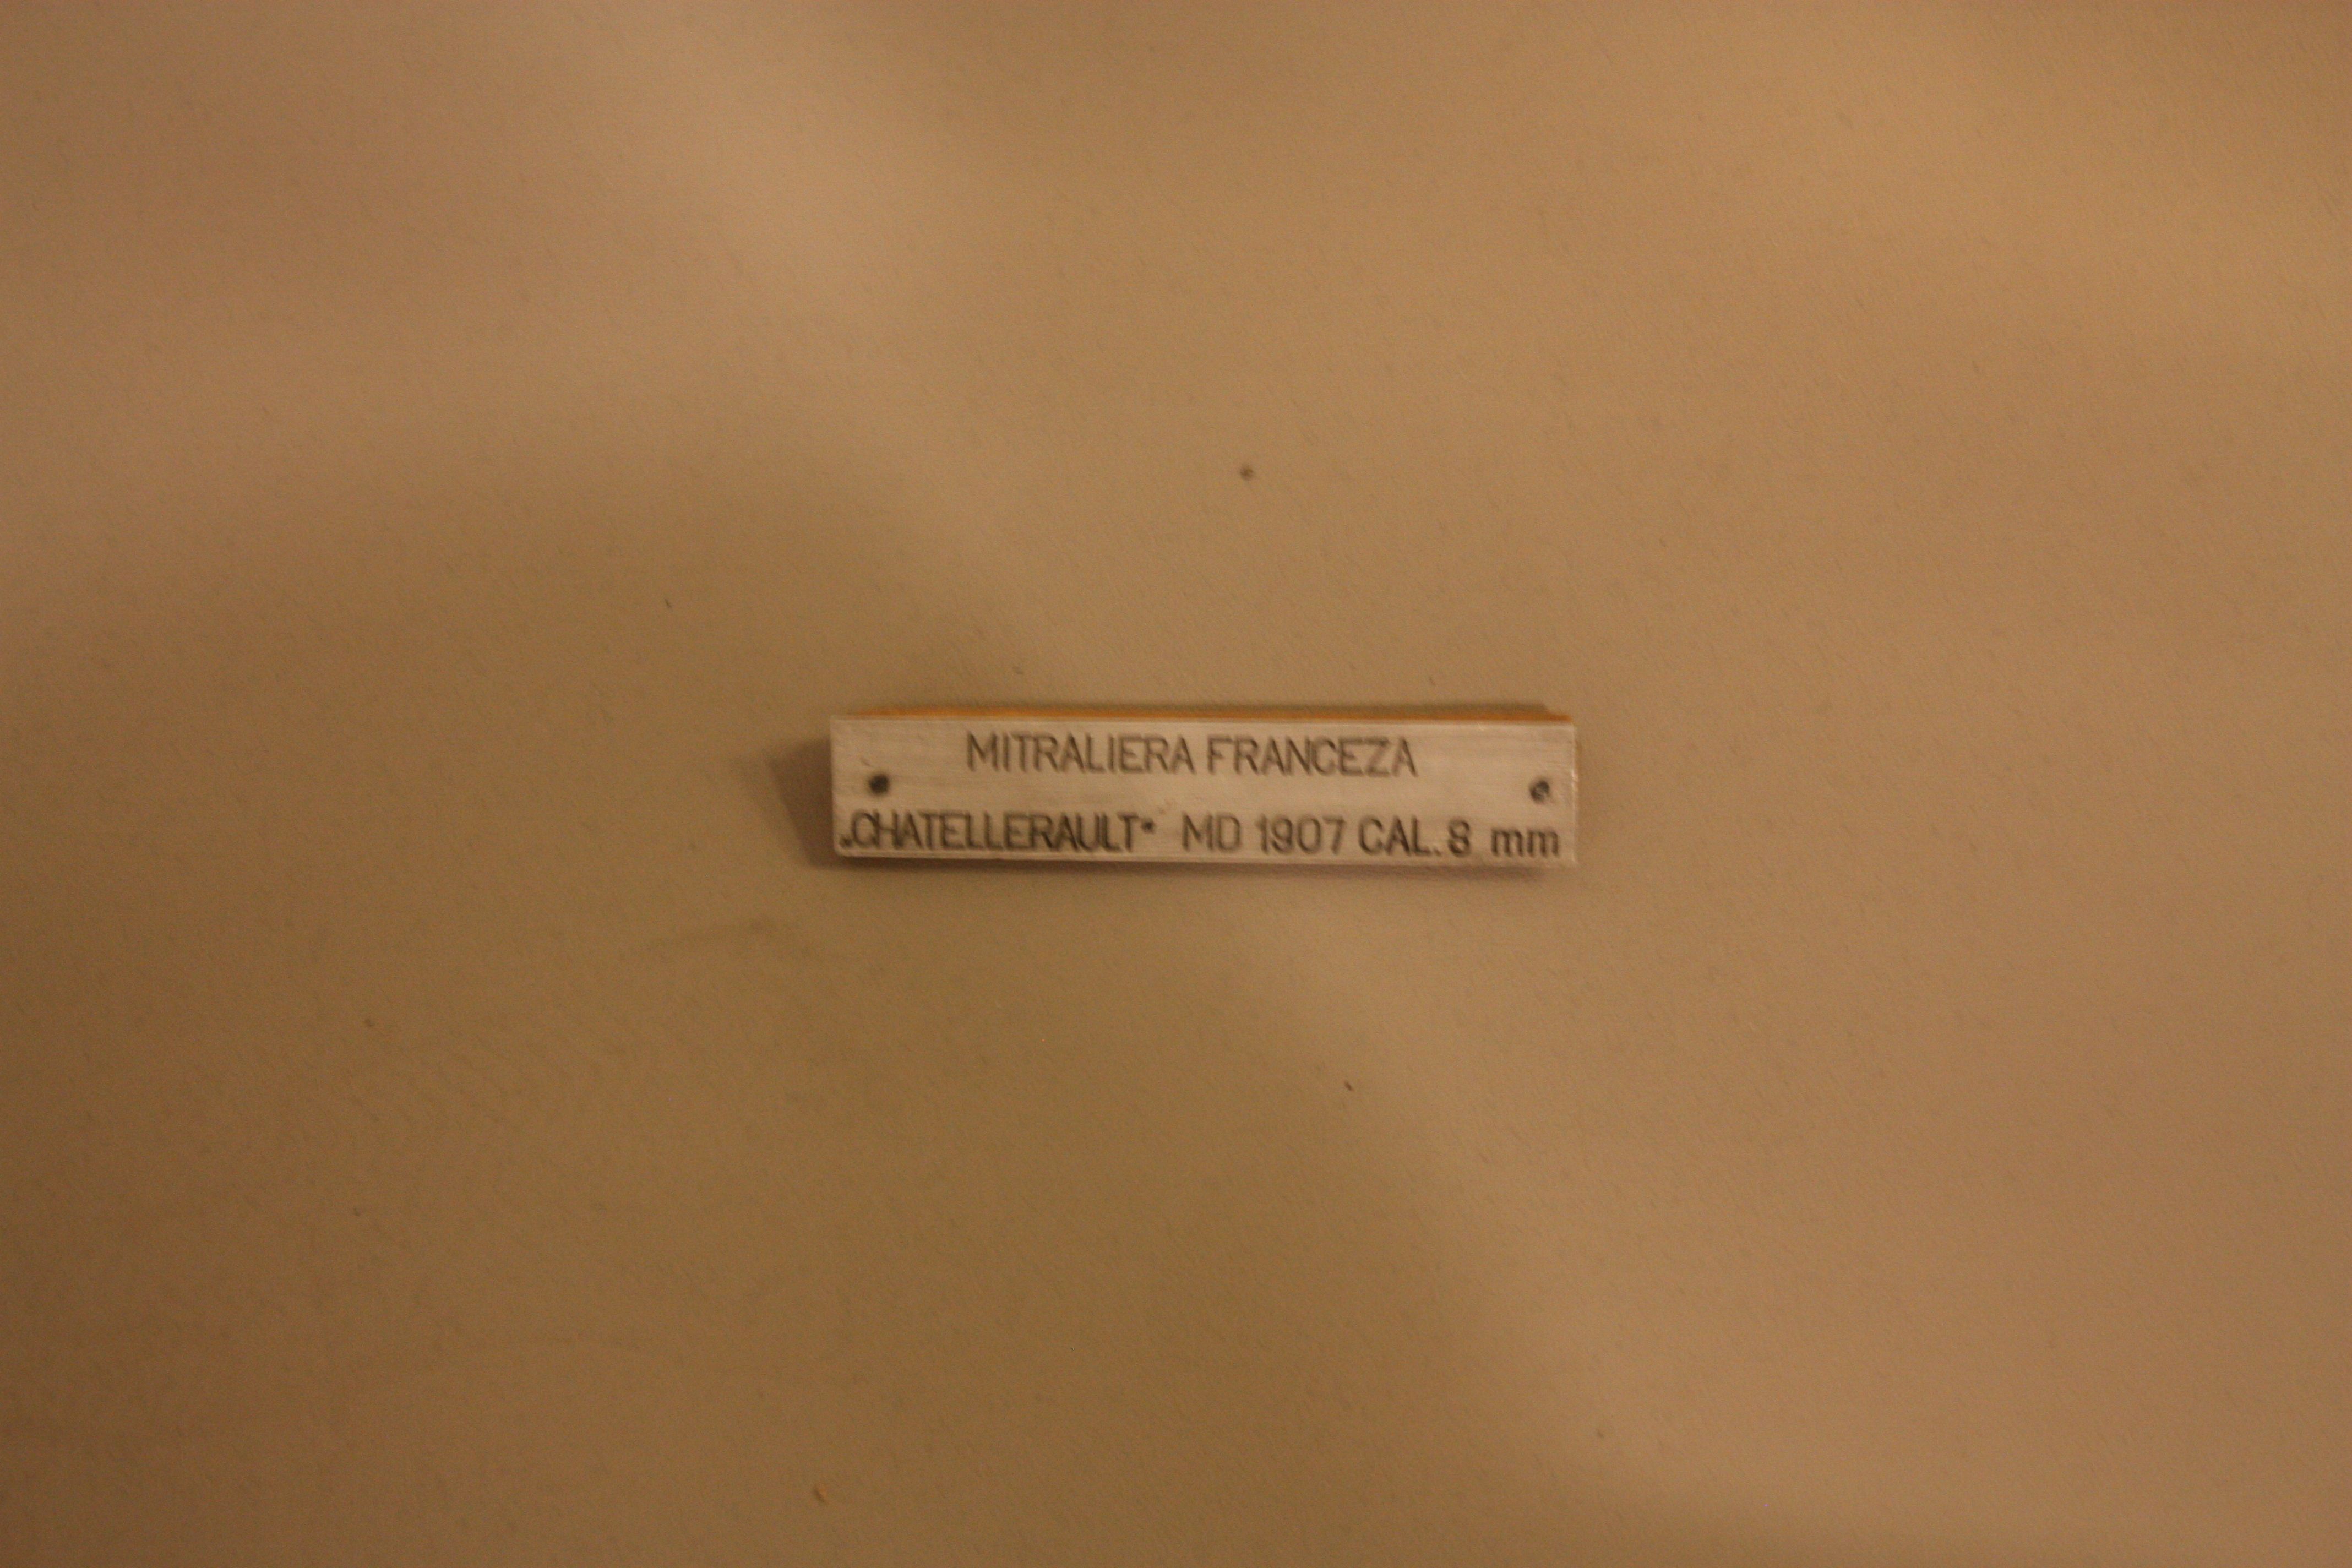 MITRALIERA FRANCEZA
„CHATELLERAULT“ MD 1907 CAL. 8 mm